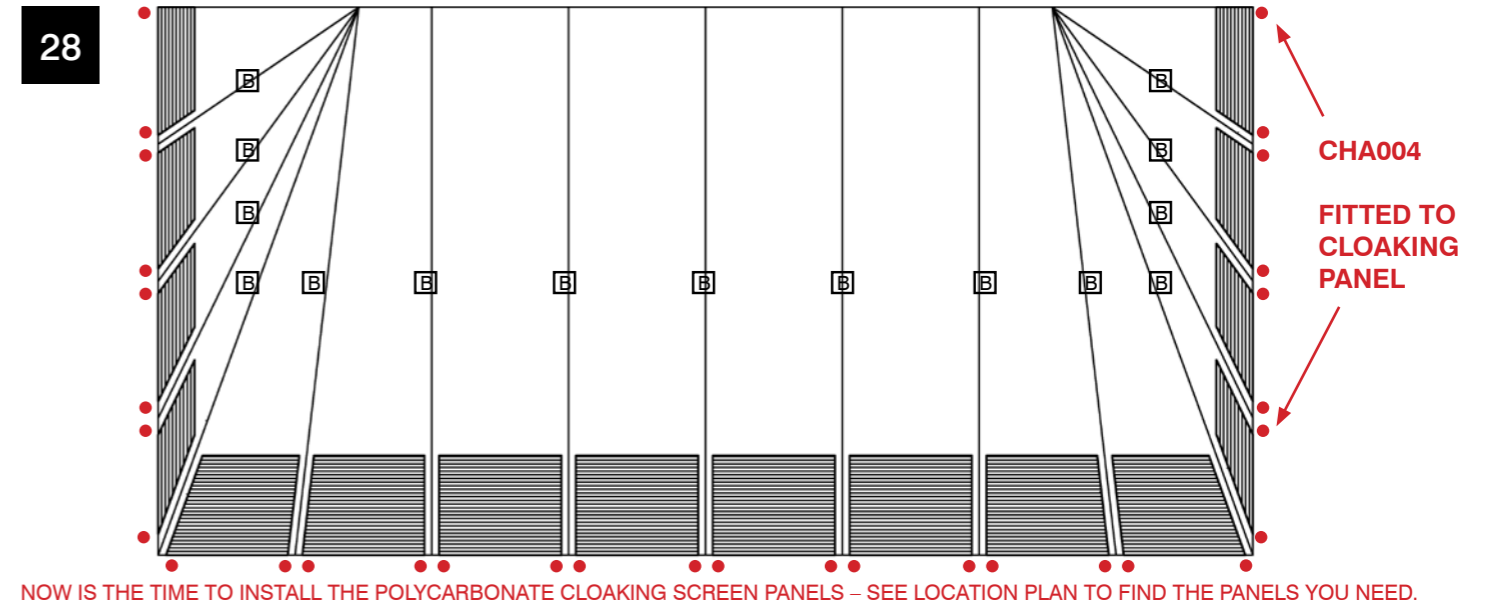 28
B B
B B
CHA004
B B
FITTED TO
CLOAKING
PANEL
B B B B B B B B B
NOW IS THE TIME TO INSTALL THE POLYCARBONATE CLOAKING SCREEN PANELS – SEE LOCATION PLAN TO FIND THE PANELS YOU NEED.